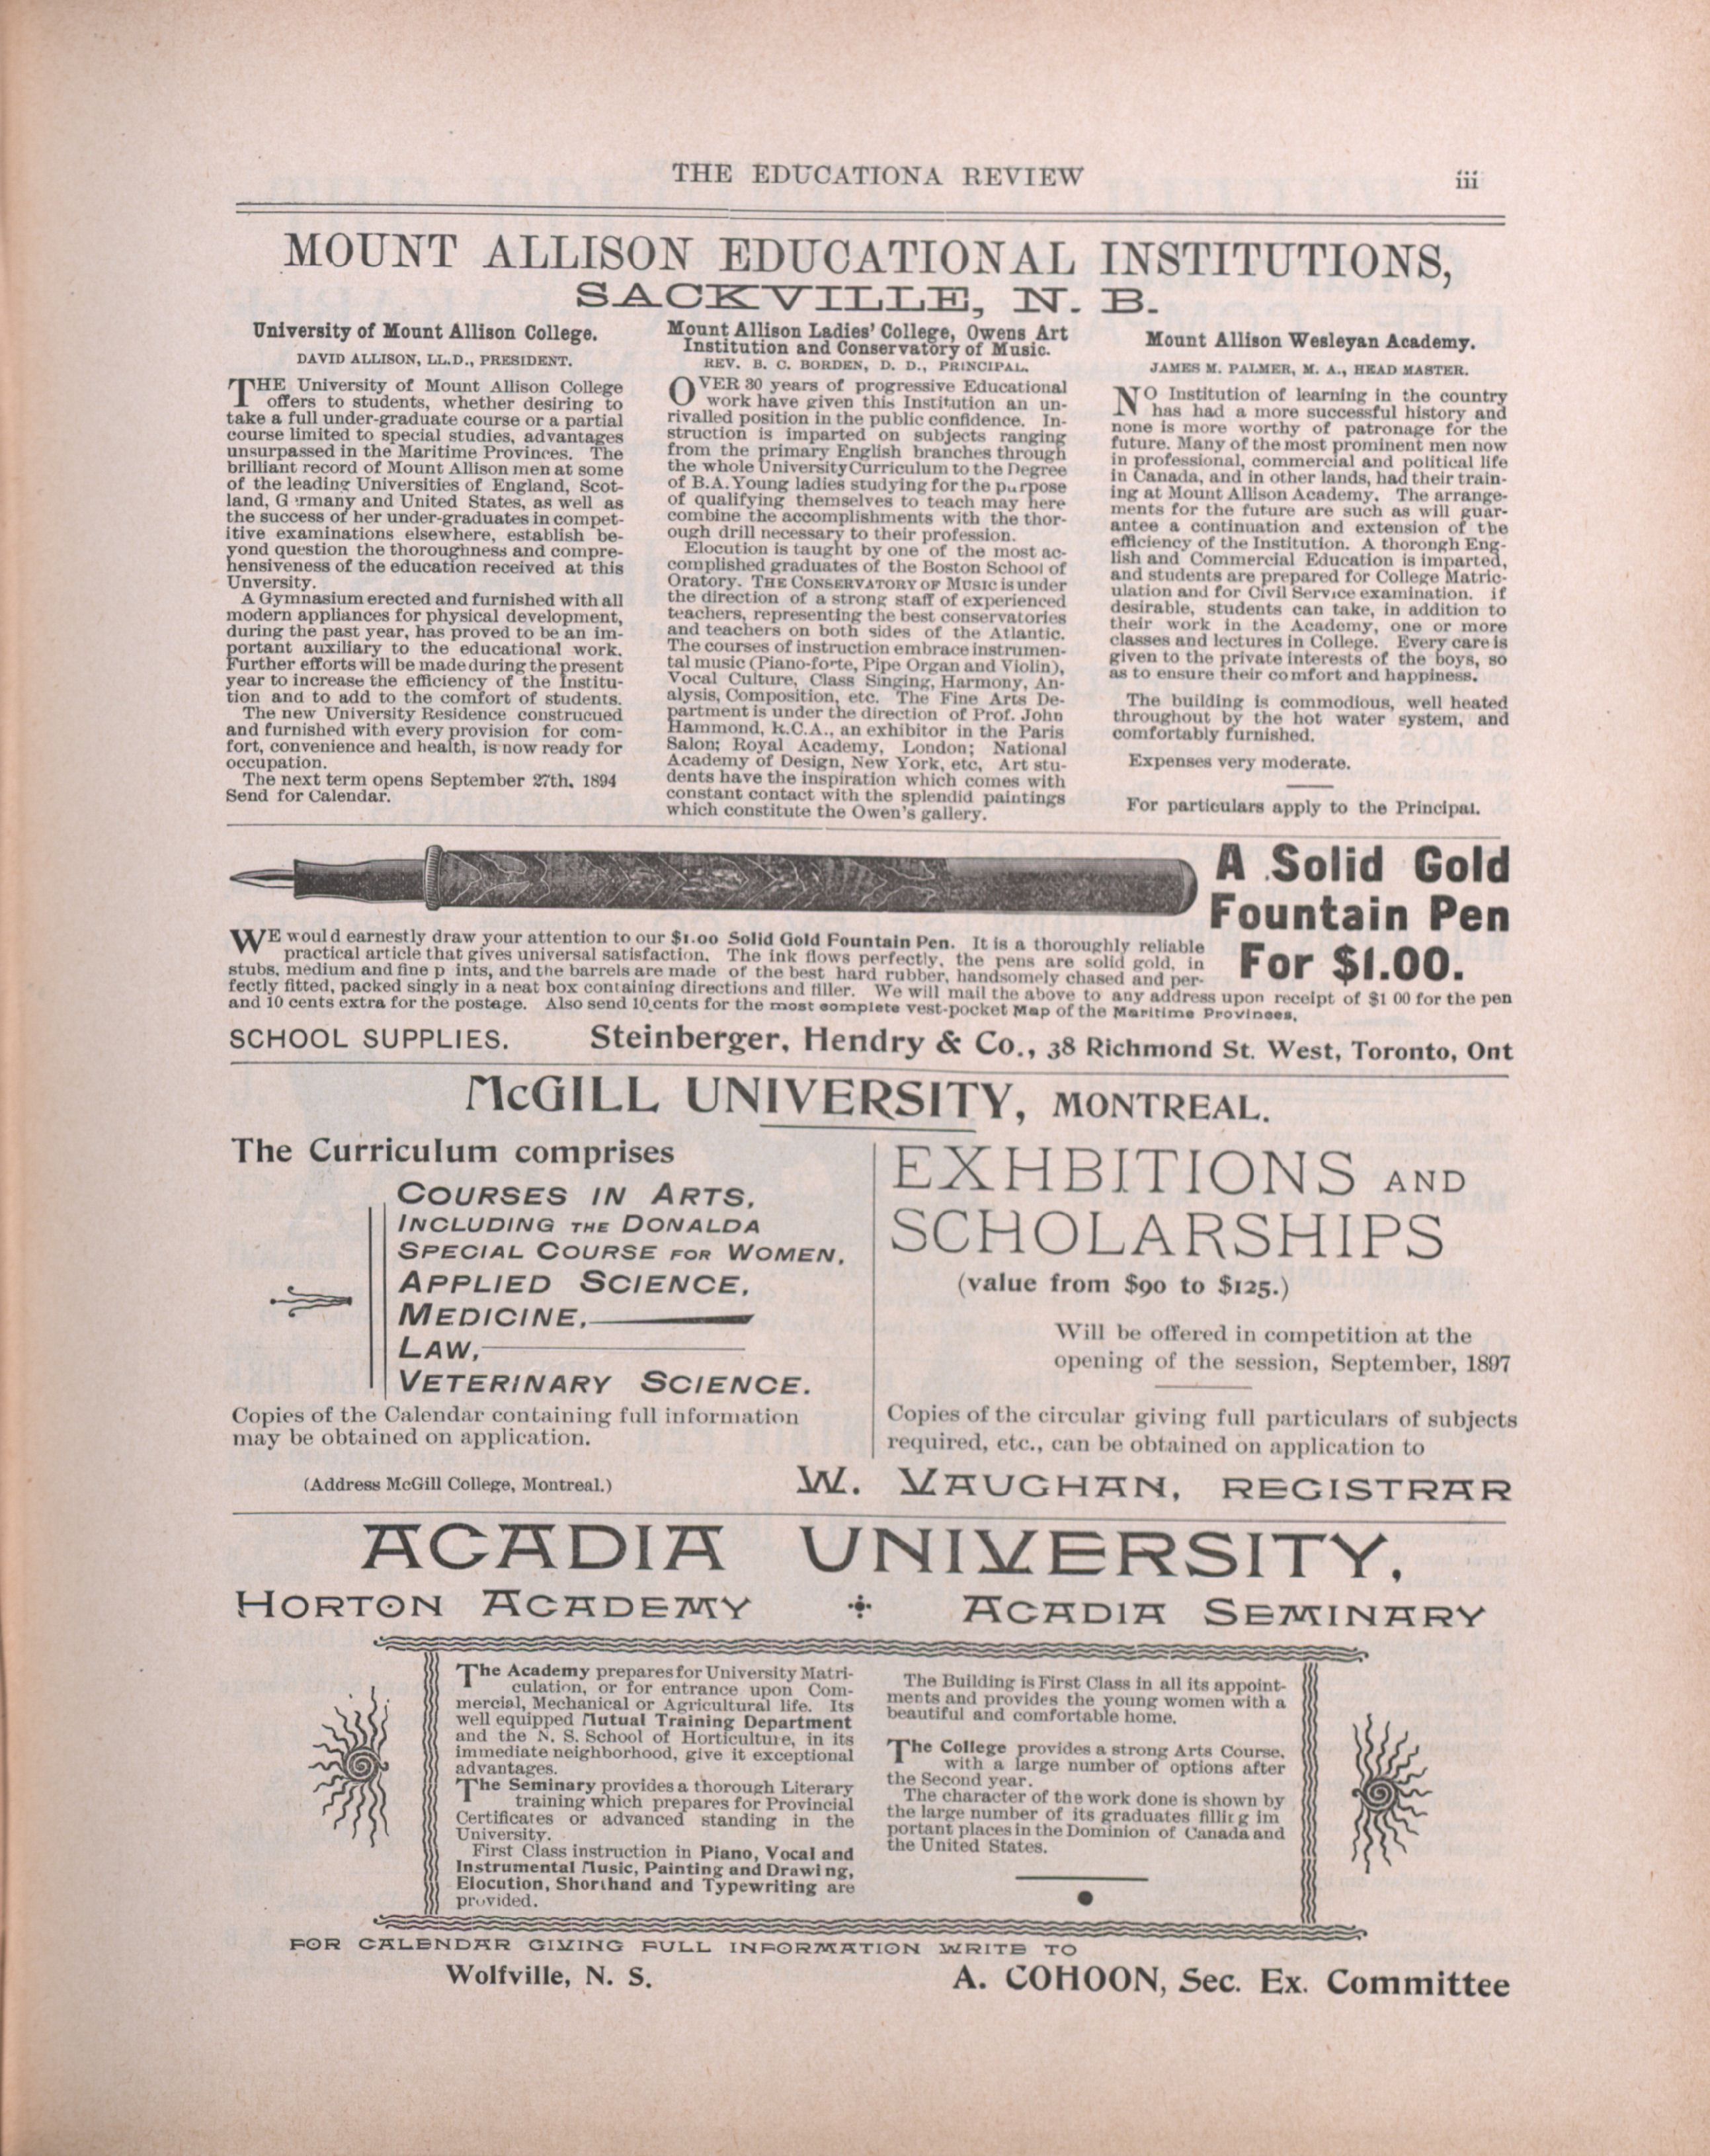 THE EDUCATIONA REVIEW
iii
MOUNT ALLISON EDUCATIONAL INSTITUTIONS,
SACKVILLE, N. B.
University of Mount Allison College.
DAVID ALLISON, LL.D., PRESIDENT.
THE University of Mount Allison College
offers to students, whether desiring to
take a full under-graduate course or a partial
course limited to special studies, advantages
unsurpassed in the Maritime Provinces. The
brilliant record of Mount Allison men at some
of the leading Universities of England, Scot-
land, G rmany and United States, as well as
the success of her under-graduates in compet-
itive examinations elsewhere, establish be-
yond question the thoroughness and compre-
hensiveness of the education received at this
Unversity.
A Gymnasium erected and furnished with all
modern appliances for physical development,
during the past year, has proved to be an im-
portant auxiliary to the educational work.
Further efforts will be made during the present
year to increase the efficiency of the Institu-
tion and to add to the comfort of students.
The new University Residence construcued
and furnished with every provision for com-
fort, convenience and health, is now ready for
occupation.
The next term opens September 27th, 1894
Send for Calendar.
Mount Allison Ladies' College, Owens Art
Institution and Conservatory of Music.
REV. B. C. BORDEN, D. D., PRINCIPAL.
OVER 30 years of progressive Educational
work have given this Institution an un-
rivalled position in the public confidence. In-
struction is imparted on subjects ranging
from the primary English branches through
the whole University Curriculum to the Degree
of B.A. Young ladies studying for the purpose
of qualifying themselves to teach may here
combine the accomplishments with the thor-
ough drill necessary to their profession.
Elocution is taught by one of the most ac-
complished graduates of the Boston School of
Oratory. THE CONSERVATORY OF MUSIC is under
the direction of a strong staff of experienced
teachers, representing the best conservatories
and teachers on both sides of the Atlantic.
The courses of instruction embrace instrumen-
tal music (Piano-forte, Pipe Organ and Violin),
Vocal Culture, Class Singing, Harmony, An-
alysis, Composition, etc. The Fine Arts De-
partment is under the direction of Prof. John
Hammond, R.C.A., an exhibitor in the Paris
Salon; Royal Academy, London; National
Academy of Design, New York, etc, Art stu-
dents have the inspiration which comes with
constant contact with the splendid paintings
which constitute the Owen's gallery.
Mount Allison Wesleyan Academy.
JAMES M. PALMER, M. A., HEAD MASTER.
NO Institution of learning in the country
has had a more successful history and
none is more worthy of patronage for the
future. Many of the most prominent men now
in professional, commercial and political life
in Canada, and in other lands, had their train-
ing at Mount Allison Academy. The arrange-
ments for the future are such as will guar-
antee a continuation and extension of the
efficiency of the Institution. A thorongh Eng-
lish and Commercial Education is imparted,
and students are prepared for College Matric-
ulation and for Civil Service examination. if
desirable, students can take, in addition to
their work in the Academy, one or more
classes and lectures in College. Every care is
given to the private interests of the boys, so
as to ensure their comfort and happiness.
The building is commodious, well heated
throughout by the hot water system, and
comfortably furnished.
Expenses very moderate.
For particulars apply to the Principal.
A Solid Gold
Fountain Pen
For $1.00.
WE would earnestly draw your attention to our $1.00 Solid Gold Fountain Pen. It is a thoroughly reliable
practical article that gives universal satisfaction. The ink flows perfectly, the pens are solid gold, in
stubs, medium and fine p ints, and the barrels are made of the best hard rubber, handsomely chased and per-
fectly fitted, packed singly in a neat box containing directions and filler. We will mail the above to any address upon receipt of $1 00 for the pen
and 10 cents extra for the postage. Also send 10 cents for the most complete vest-pocket Map of the Maritime Provinces,
SCHOOL SUPPLIES.
Steinberger, Hendry & Co., 38 Richmond St. West, Toronto, Ont
McGILL UNIVERSITY, MONTREAL.
The Curriculum comprises
COURSES IN ARTS,
INCLUDING THE DONALDA
SPECIAL COURSE FOR WOMEN,
APPLIED SCIENCE,
MEDICINE,
LAW,
VETERINARY SCIENCE.
Copies of the Calendar containing full information
may be obtained on application.
(Address McGill College, Montreal.)
EXHBITIONS AND
SCHOLARSHIPS
(value from $90 to $125.)
Will be offered in competition at the
opening of the session, September, 1897
Copies of the circular giving full particulars of subjects
required, etc., can be obtained on application to
W. VAUGHAN, REGISTRAR
ACADIA UNIVERSITY,
HORTON ACADEMY
ACADIA SEMINARY
The Academy prepares for University Matri-
culation, or for entrance upon Com-
mercial, Mechanical or Agricultural life. Its
well equipped Mutual Training Department
and the N. S. School of Horticulture, in its
immediate neighborhood, give it exceptional
advantages.
The Seminary provides a thorough Literary
training which prepares for Provincial
Certificates or advanced standing in the
University.
First Class instruction in Piano, Vocal and
Instrumental Music, Painting and Drawing,
Elocution, Shorthand and Typewriting are
provided.
The Building is First Class in all its appoint-
ments and provides the young women with a
beautiful and comfortable home.
The College provides a strong Arts Course,
with a large number of options after
the Second year.
The character of the work done is shown by
the large number of its graduates filling im
portant places in the Dominion of Canada and
the United States.
FOR CALENDAR GIVING FULL INFORMATION WRITE TO
Wolfville, N. S.
A. COHOON, Sec. Ex. Committee